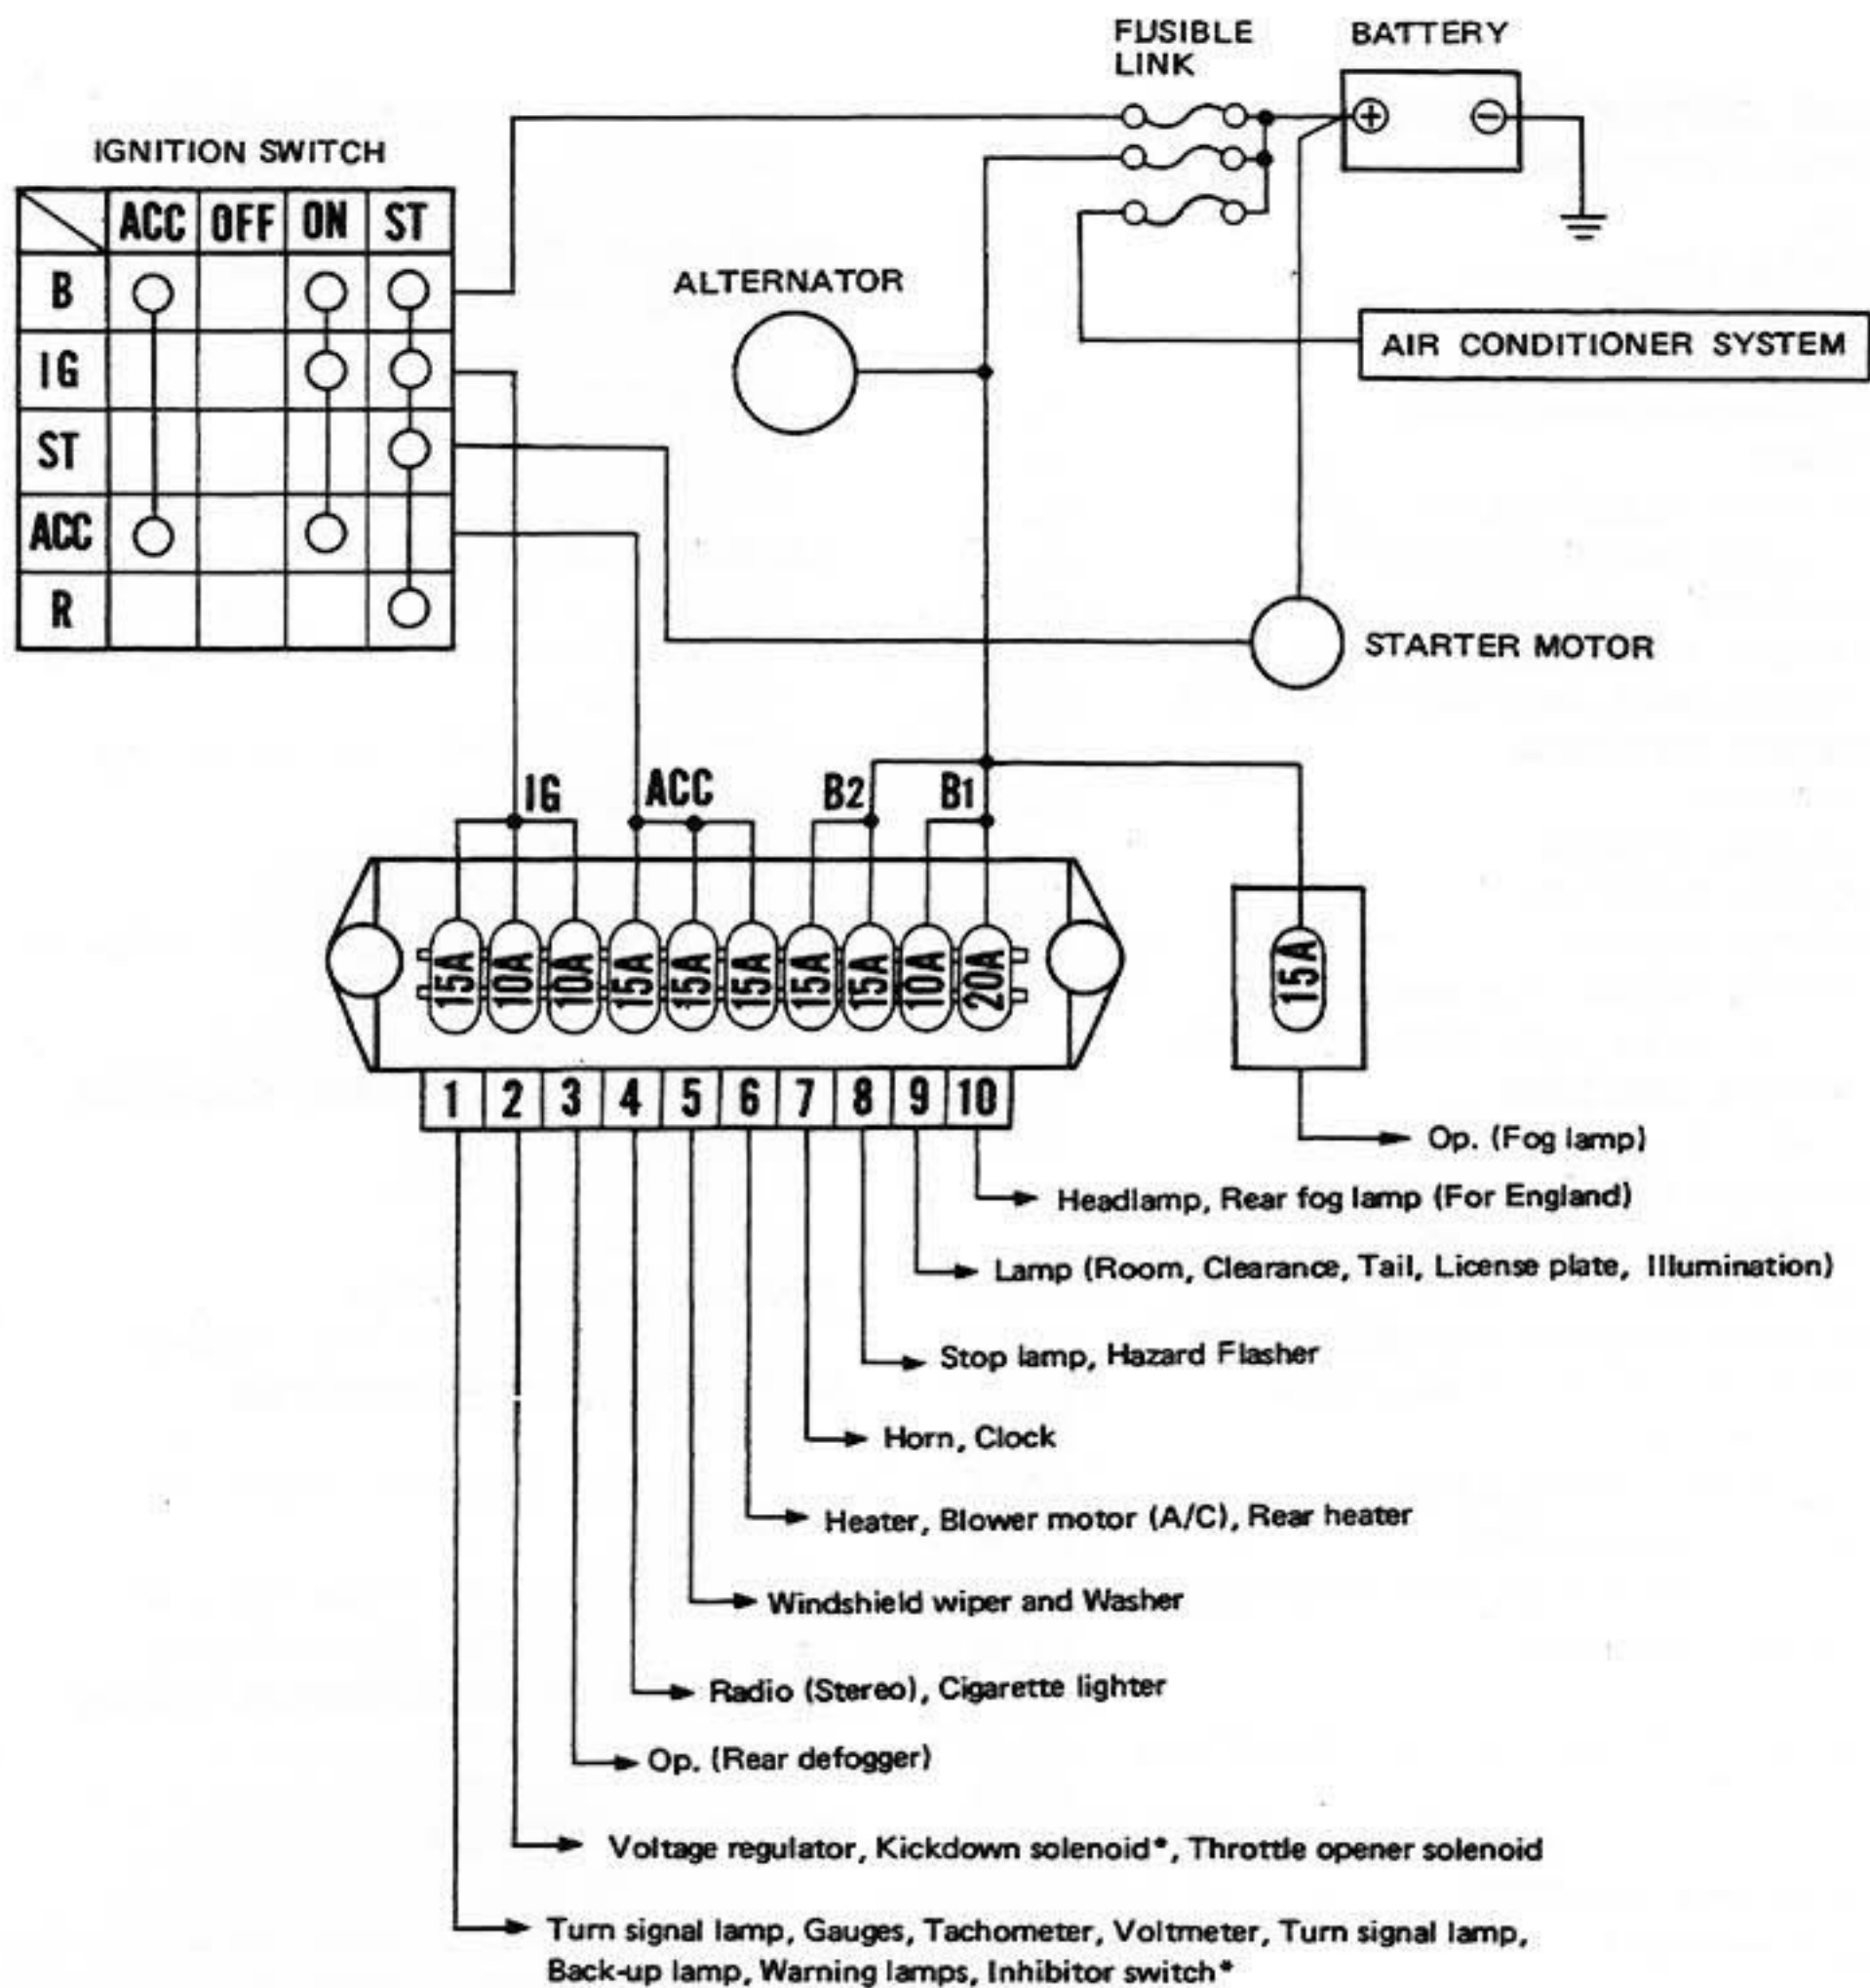 FUSIBLE
LINK
BATTERY
+
-
IGNITION SWITCH
ACC OFF ON ST
B
IG
ST
ACC
R
ALTERNATOR
AIR CONDITIONER SYSTEM
STARTER MOTOR
IG ACC B2 B1
15A 10A 10A 15A 15A 15A 15A 15A 10A 20A
15A
1 2 3 4 5 6 7 8 9 10
Op. (Fog lamp)
Headlamp, Rear fog lamp (For England)
Lamp (Room, Clearance, Tail, License plate, Illumination)
Stop lamp, Hazard Flasher
Horn, Clock
Heater, Blower motor (A/C), Rear heater
Windshield wiper and Washer
Radio (Stereo), Cigarette lighter
Op. (Rear defogger)
Voltage regulator, Kickdown solenoid*, Throttle opener solenoid
Turn signal lamp, Gauges, Tachometer, Voltmeter, Turn signal lamp,
Back-up lamp, Warning lamps, Inhibitor switch*